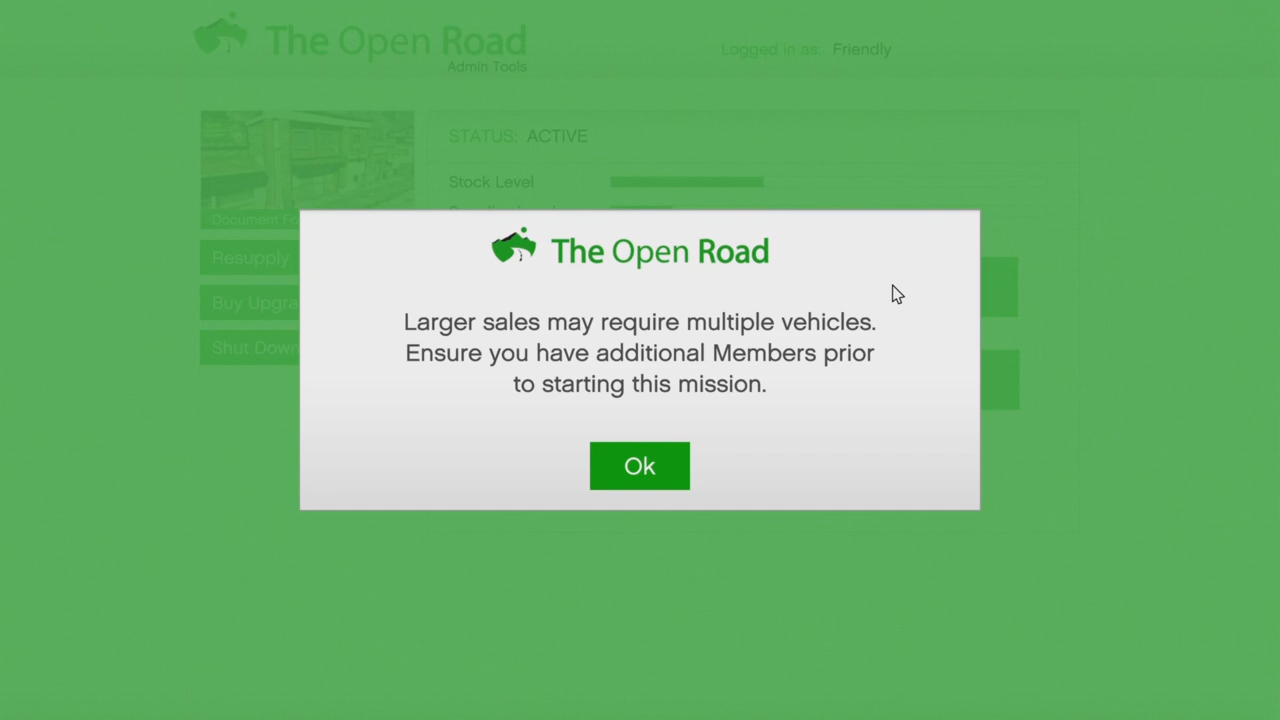 The Open Road
Admin Tools
Logged in as: Friendly
STATUS: ACTIVE
Stock Level
Document
Resupply
Buy
Shut Down
The Open Road
Larger sales may require multiple vehicles.
Ensure you have additional Members prior
to starting this mission.
Ok